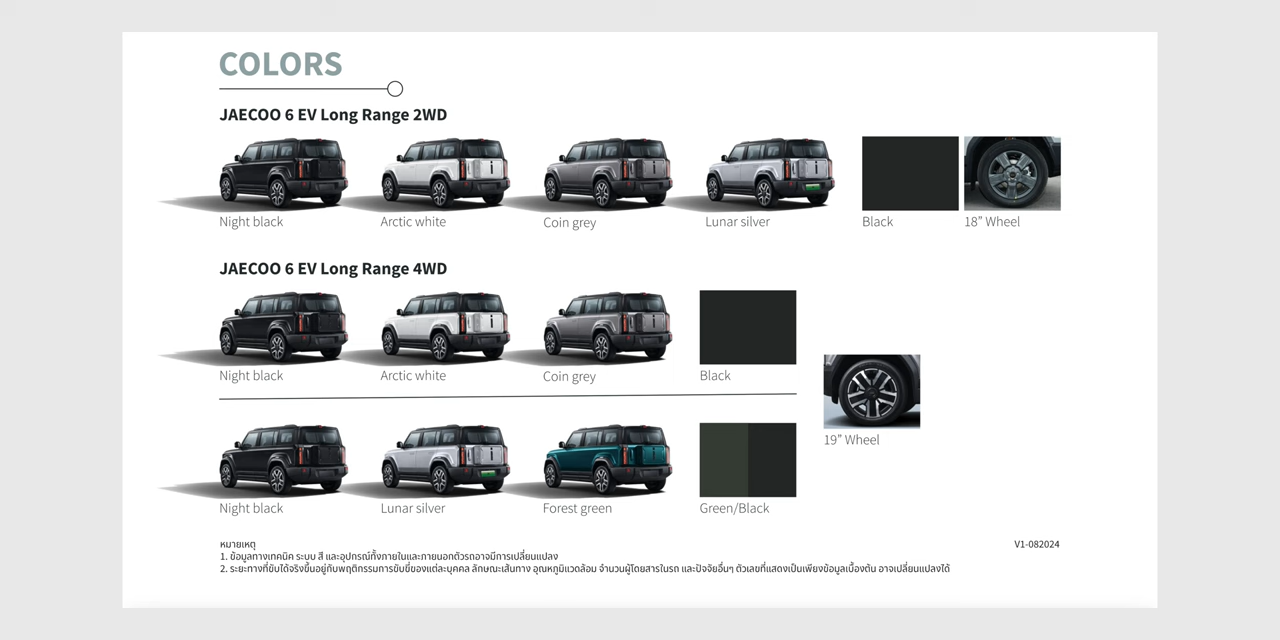 COLORS
JAECOO 6 EV Long Range 2WD
Night black
Arctic white
Coin grey
Lunar silver
Black
18” Wheel
JAECOO 6 EV Long Range 4WD
Night black
Arctic white
Coin grey
Black
19” Wheel
Night black
Lunar silver
Forest green
Green/Black
หมายเหตุ
V1-082024
1. ข้อมูลทางเทคนิค ระบบ สี และอุปกรณ์ทั้งภายในและภายนอกตัวรถอาจมีการเปลี่ยนแปลง
2. ระยะทางที่ขับได้จริงขึ้นอยู่กับพฤติกรรมการขับขี่ของแต่ละบุคคล ลักษณะเส้นทาง อุณหภูมิแวดล้อม จำนวนผู้โดยสารในรถ และปัจจัยอื่นๆ ตัวเลขที่แสดงเป็นเพียงข้อมูลเบื้องต้น อาจเปลี่ยนแปลงได้